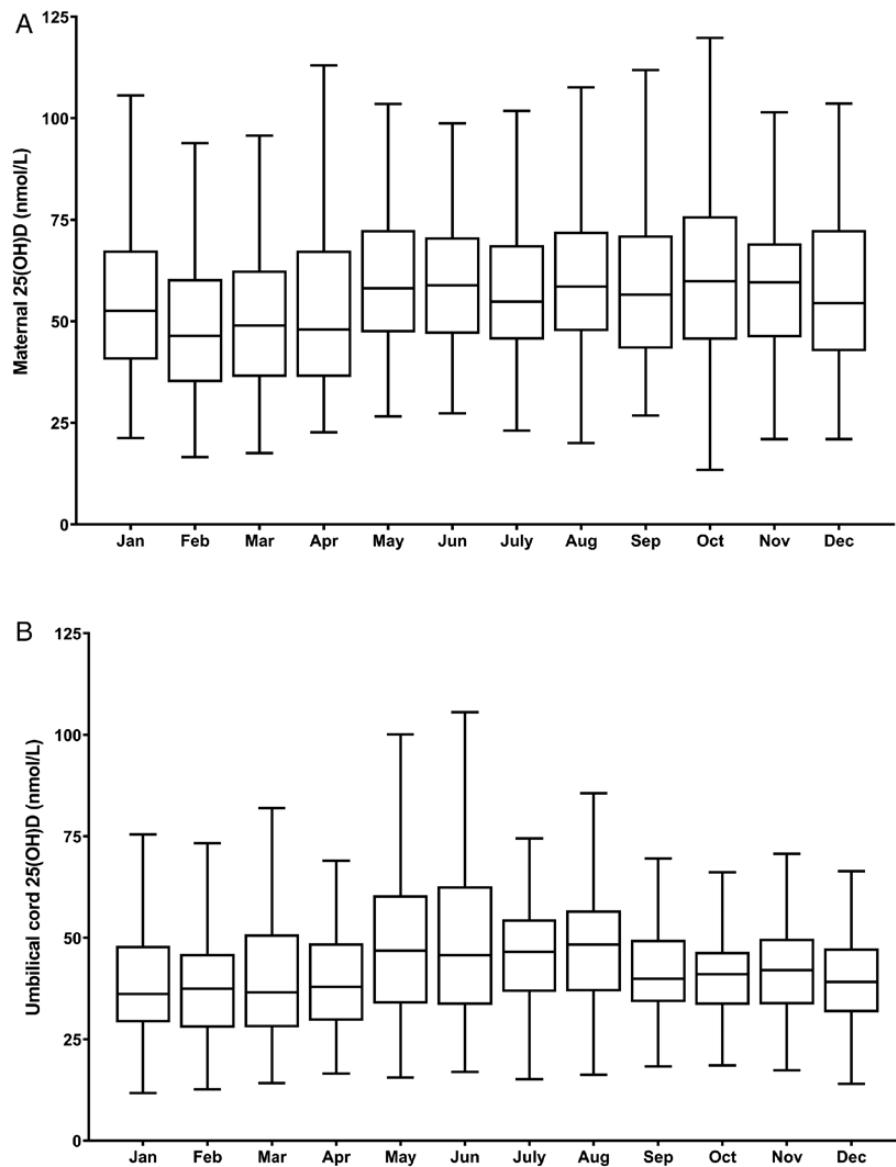 A
Maternal 25(OH)D (nmol/L)
125
100
75
50
25
0
Jan Feb Mar Apr May Jun July Aug Sep Oct Nov Dec
B
Umbilical cord 25(OH)D (nmol/L)
125
100
75
50
25
0
Jan Feb Mar Apr May Jun July Aug Sep Oct Nov Dec